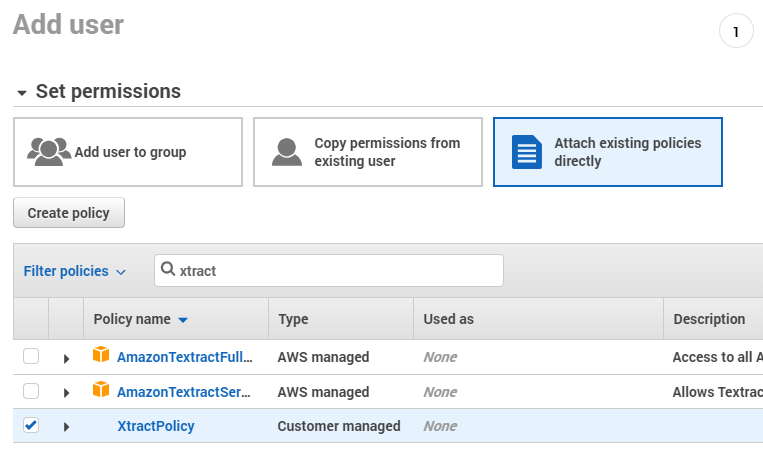 Add user
1
Set permissions
Add user to group
Copy permissions from
existing user
Attach existing policies
directly
Create policy
Filter policies
xtract
Policy name Type Used as Description
AmazonTextractFull... AWS managed None Access to all A
AmazonTextractSer... AWS managed None Allows Textrac
XtractPolicy Customer managed None